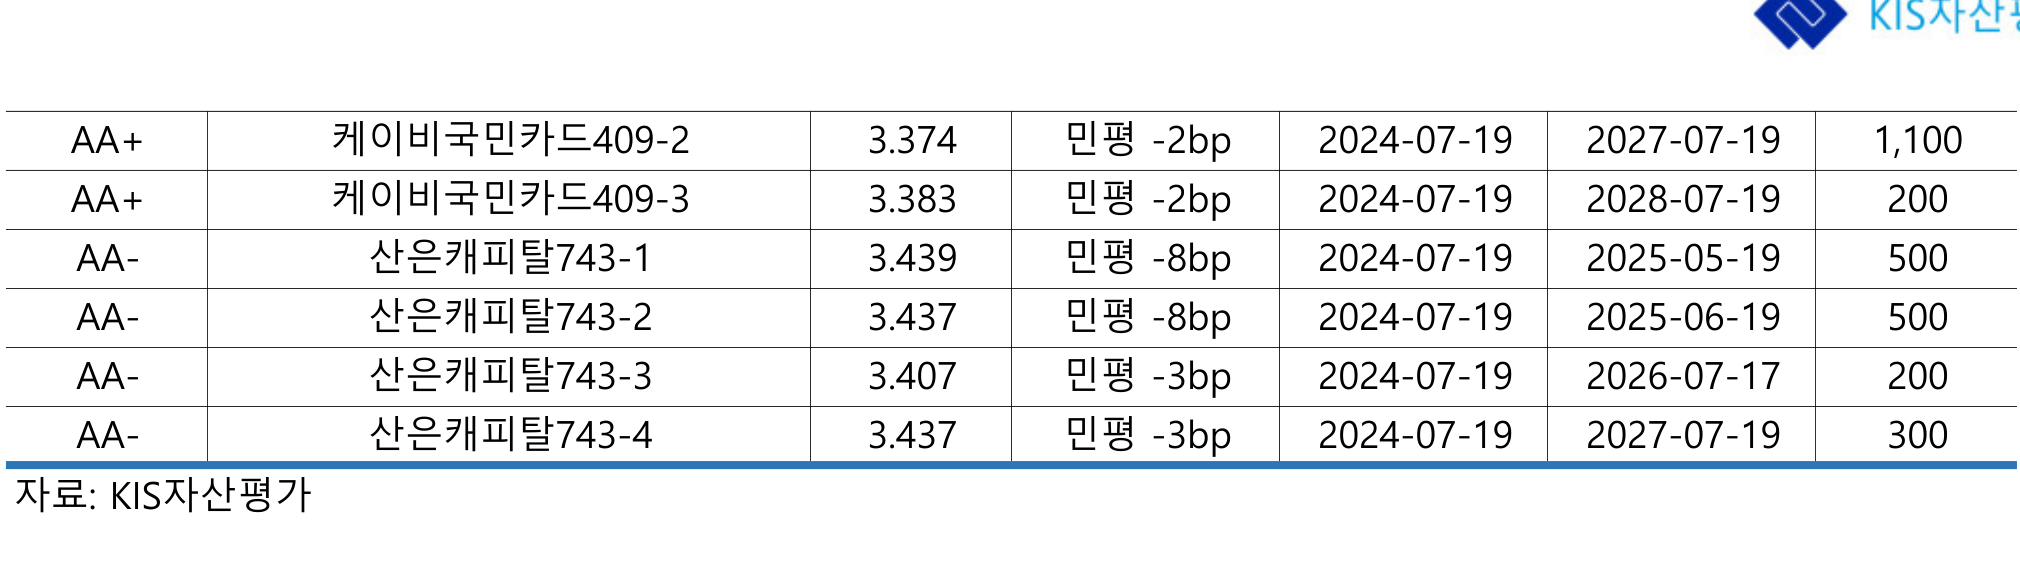 KIS자산
AA+ 케이비국민카드409-2 3.374 민평 -2bp 2024-07-19 2027-07-19 1,100
AA+ 케이비국민카드409-3 3.383 민평 -2bp 2024-07-19 2028-07-19 200
AA- 산은캐피탈743-1 3.439 민평 -8bp 2024-07-19 2025-05-19 500
AA- 산은캐피탈743-2 3.437 민평 -8bp 2024-07-19 2025-06-19 500
AA- 산은캐피탈743-3 3.407 민평 -3bp 2024-07-19 2026-07-17 200
AA- 산은캐피탈743-4 3.437 민평 -3bp 2024-07-19 2027-07-19 300
자료: KIS자산평가